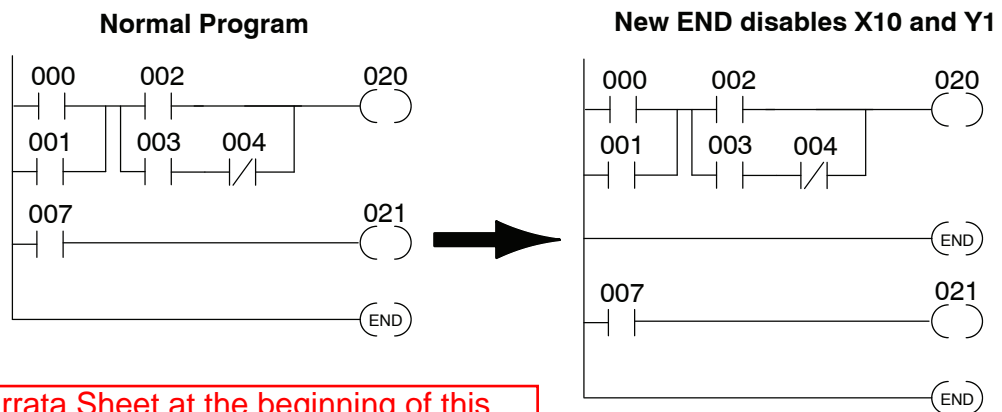 Normal Program
000 002 020
001 003 004
007 021
END
New END disables X10 and Y1
000 002 020
001 003 004
END
007 021
END
Sheet at the beginning of this